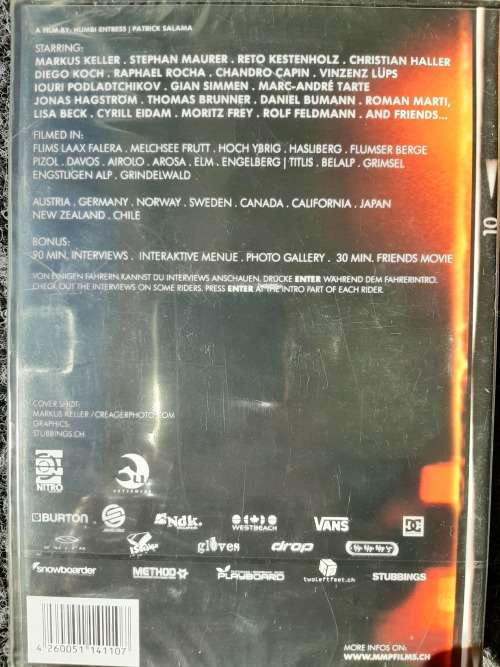 A FILM BY: HUMBI ENTRESS | PATRICK SALAMA
STARRING:
MARKUS KELLER . STEPHAN MAURER . RETO KESTENHOLZ . CHRISTIAN HALLER
DIEGO KOCH . RAPHAEL ROCHA . CHANDRO CAPIN . VINZENZ LÜPS
IOURI PODLADTCHIKOV . GIAN SIMMEN . MARC-ANDRÉ TARTE
JONAS HAGSTRÖM . THOMAS BRUNNER . DANIEL BUMANN . ROMAN MARTI,
LISA BECK . CYRILL EIDAM . MORITZ FREY . ROLF FELDMANN . AND FRIENDS...
FILMED IN:
FLIMS LAAX FALERA . MELCHSEE FRUTT . HOCH YBRIG . HASLIBERG . FLUMSER BERGE
PIZOL . DAVOS . AIROLO . AROSA . ELM . ENGELBERG | TITLIS . BELALP . GRIMSEL
ENGSTLIGEN ALP . GRINDELWALD
AUSTRIA . GERMANY . NORWAY . SWEDEN . CANADA . CALIFORNIA . JAPAN
NEW ZEALAND . CHILE
BONUS:
90 MIN. INTERVIEWS . INTERAKTIVE MENUE . PHOTO GALLERY . 30 MIN. FRIENDS MOVIE
VON EINIGEN FAHRERN KANNST DU INTERVIEWS ANSCHAUEN. DRÜCKE ENTER WÄHREND DEM FAHRERINTRO.
CHECK OUT THE INTERVIEWS ON SOME RIDERS. PRESS ENTER AT THE INTRO PART OF EACH RIDER.
10
COVER SHOT:
MARKUS KELLER / CREAGERPHOTO.COM
GRAPHICS:
STUBBINGS.CH
NITRO
BURTON
Ndk.
WESTBEACH
VANS
DC
glöves
drop
snowboarder
METHOD
PLAYBOARD
twoleftfeet.ch
STUBBINGS
4 260051 141107
MORE INFOS ON:
WWW.MMPFILMS.CH